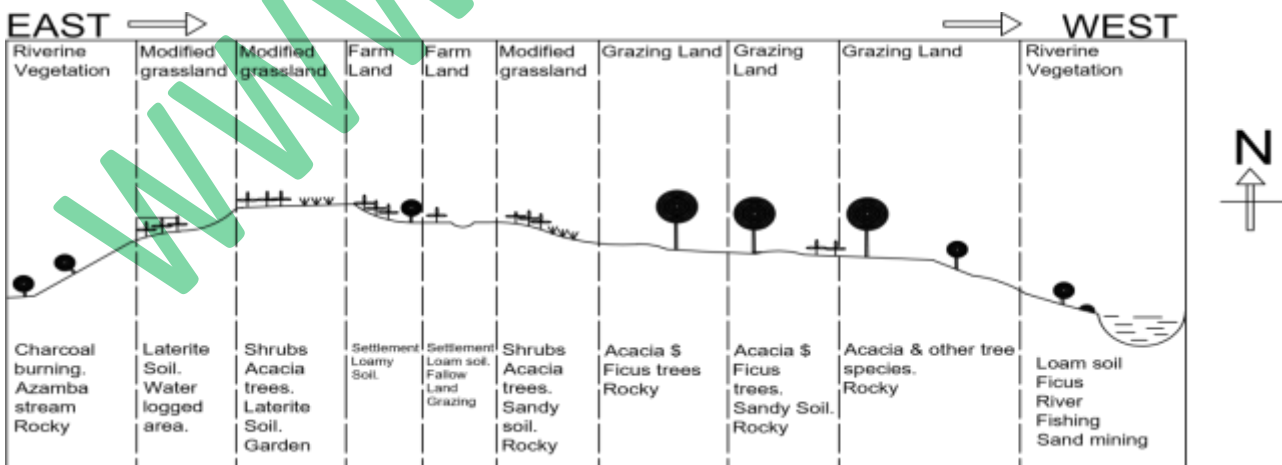 EAST
WEST
Riverine
Vegetation
Modified
grassland
Modified
grassland
Farm
Land
Farm
Land
Modified
grassland
Grazing Land
Grazing
Land
Grazing Land
Riverine
Vegetation
N
Charcoal
burning.
Azamba
stream
Rocky
Laterite
Soil.
Water
logged
area.
Shrubs
Acacia
trees.
Laterite
Soil.
Garden
Settlement
Loamy
Soil.
Settlement
Loam soil.
Fallow
Land
Grazing
Shrubs
Acacia
trees.
Sandy
soil.
Rocky
Acacia $
Ficus trees
Rocky
Acacia $
Ficus
trees.
Sandy Soil.
Rocky
Acacia & other tree
species.
Rocky
Loam soil
Ficus
River
Fishing
Sand mining